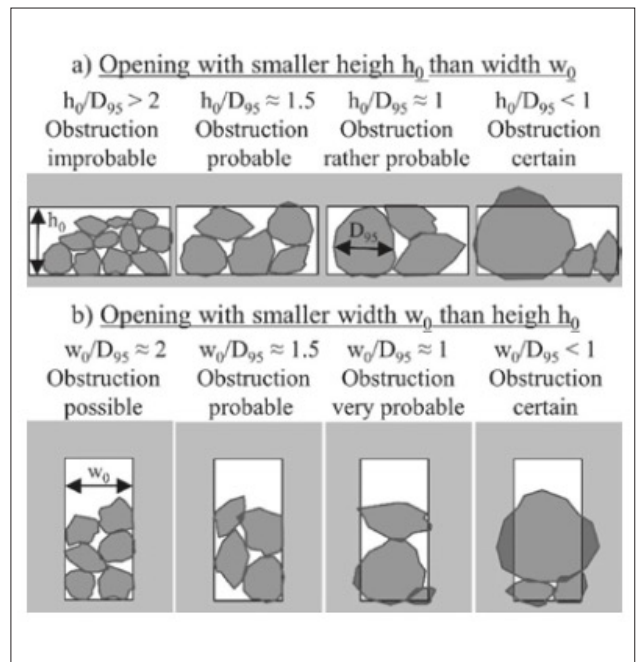 a) Opening with smaller heigh h₀ than width w₀
h₀/D₉₅ > 2 h₀/D₉₅ ≈ 1.5 h₀/D₉₅ ≈ 1 h₀/D₉₅ < 1
Obstruction Obstruction Obstruction Obstruction
improbable probable rather probable certain
h₀
D₉₅
b) Opening with smaller width w₀ than heigh h₀
w₀/D₉₅ ≈ 2 w₀/D₉₅ ≈ 1.5 w₀/D₉₅ ≈ 1 w₀/D₉₅ < 1
Obstruction Obstruction Obstruction Obstruction
possible probable very probable certain
w₀